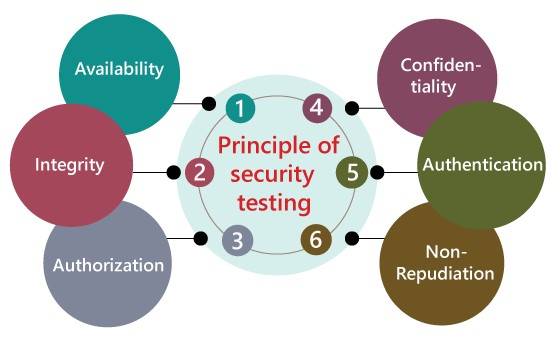 Availability
Integrity
Authorization
1
2
3
Principle of
security
testing
4
5
6
Confiden-
tiality
Authentication
Non-
Repudiation